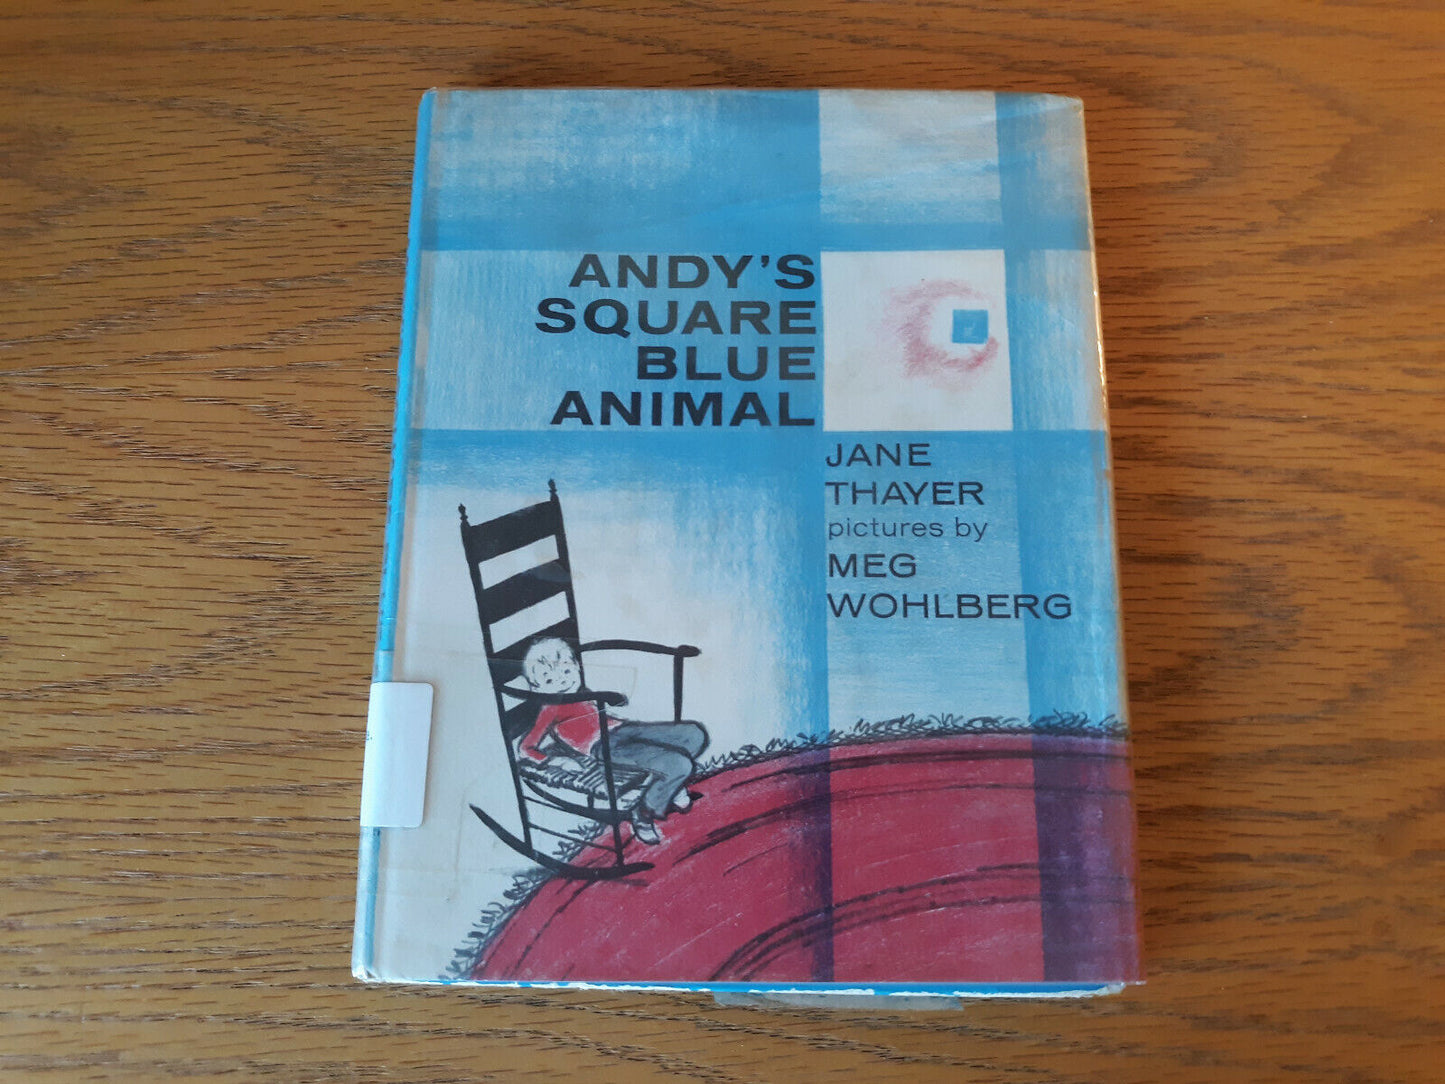 ANDY'S
SQUARE
BLUE
ANIMAL
JANE
THAYER
pictures by
MEG
WOHLBERG